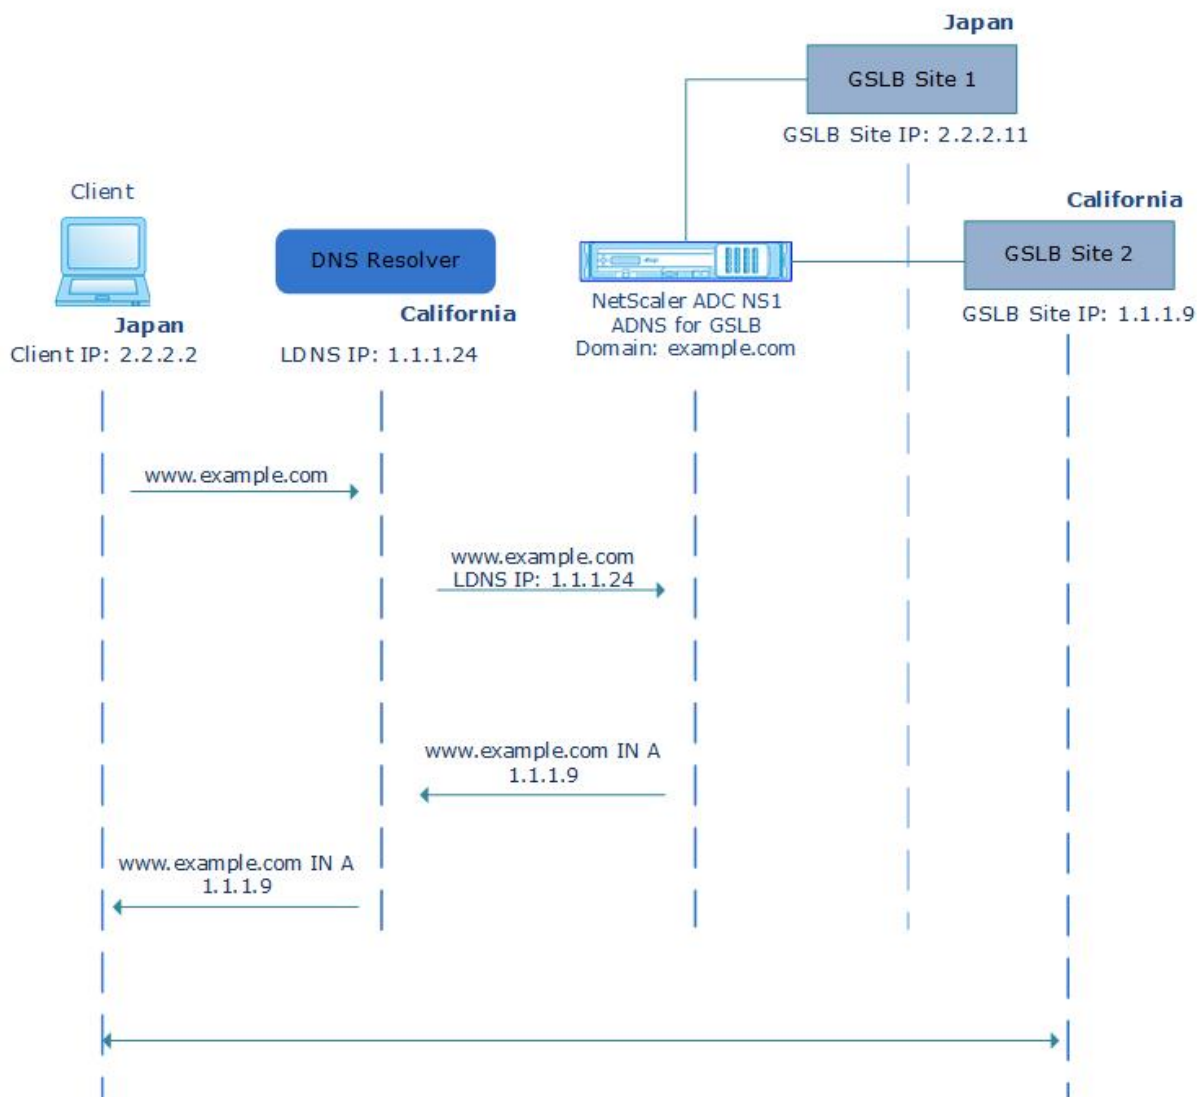 Japan
GSLB Site 1
GSLB Site IP: 2.2.2.11
California
GSLB Site 2
GSLB Site IP: 1.1.1.9
Client
Japan
Client IP: 2.2.2.2
DNS Resolver
California
LDNS IP: 1.1.1.24
NetScaler ADC NS1
ADNS for GSLB
Domain: example.com
www.example.com
www.example.com
LDNS IP: 1.1.1.24
www.example.com IN A
1.1.1.9
www.example.com IN A
1.1.1.9